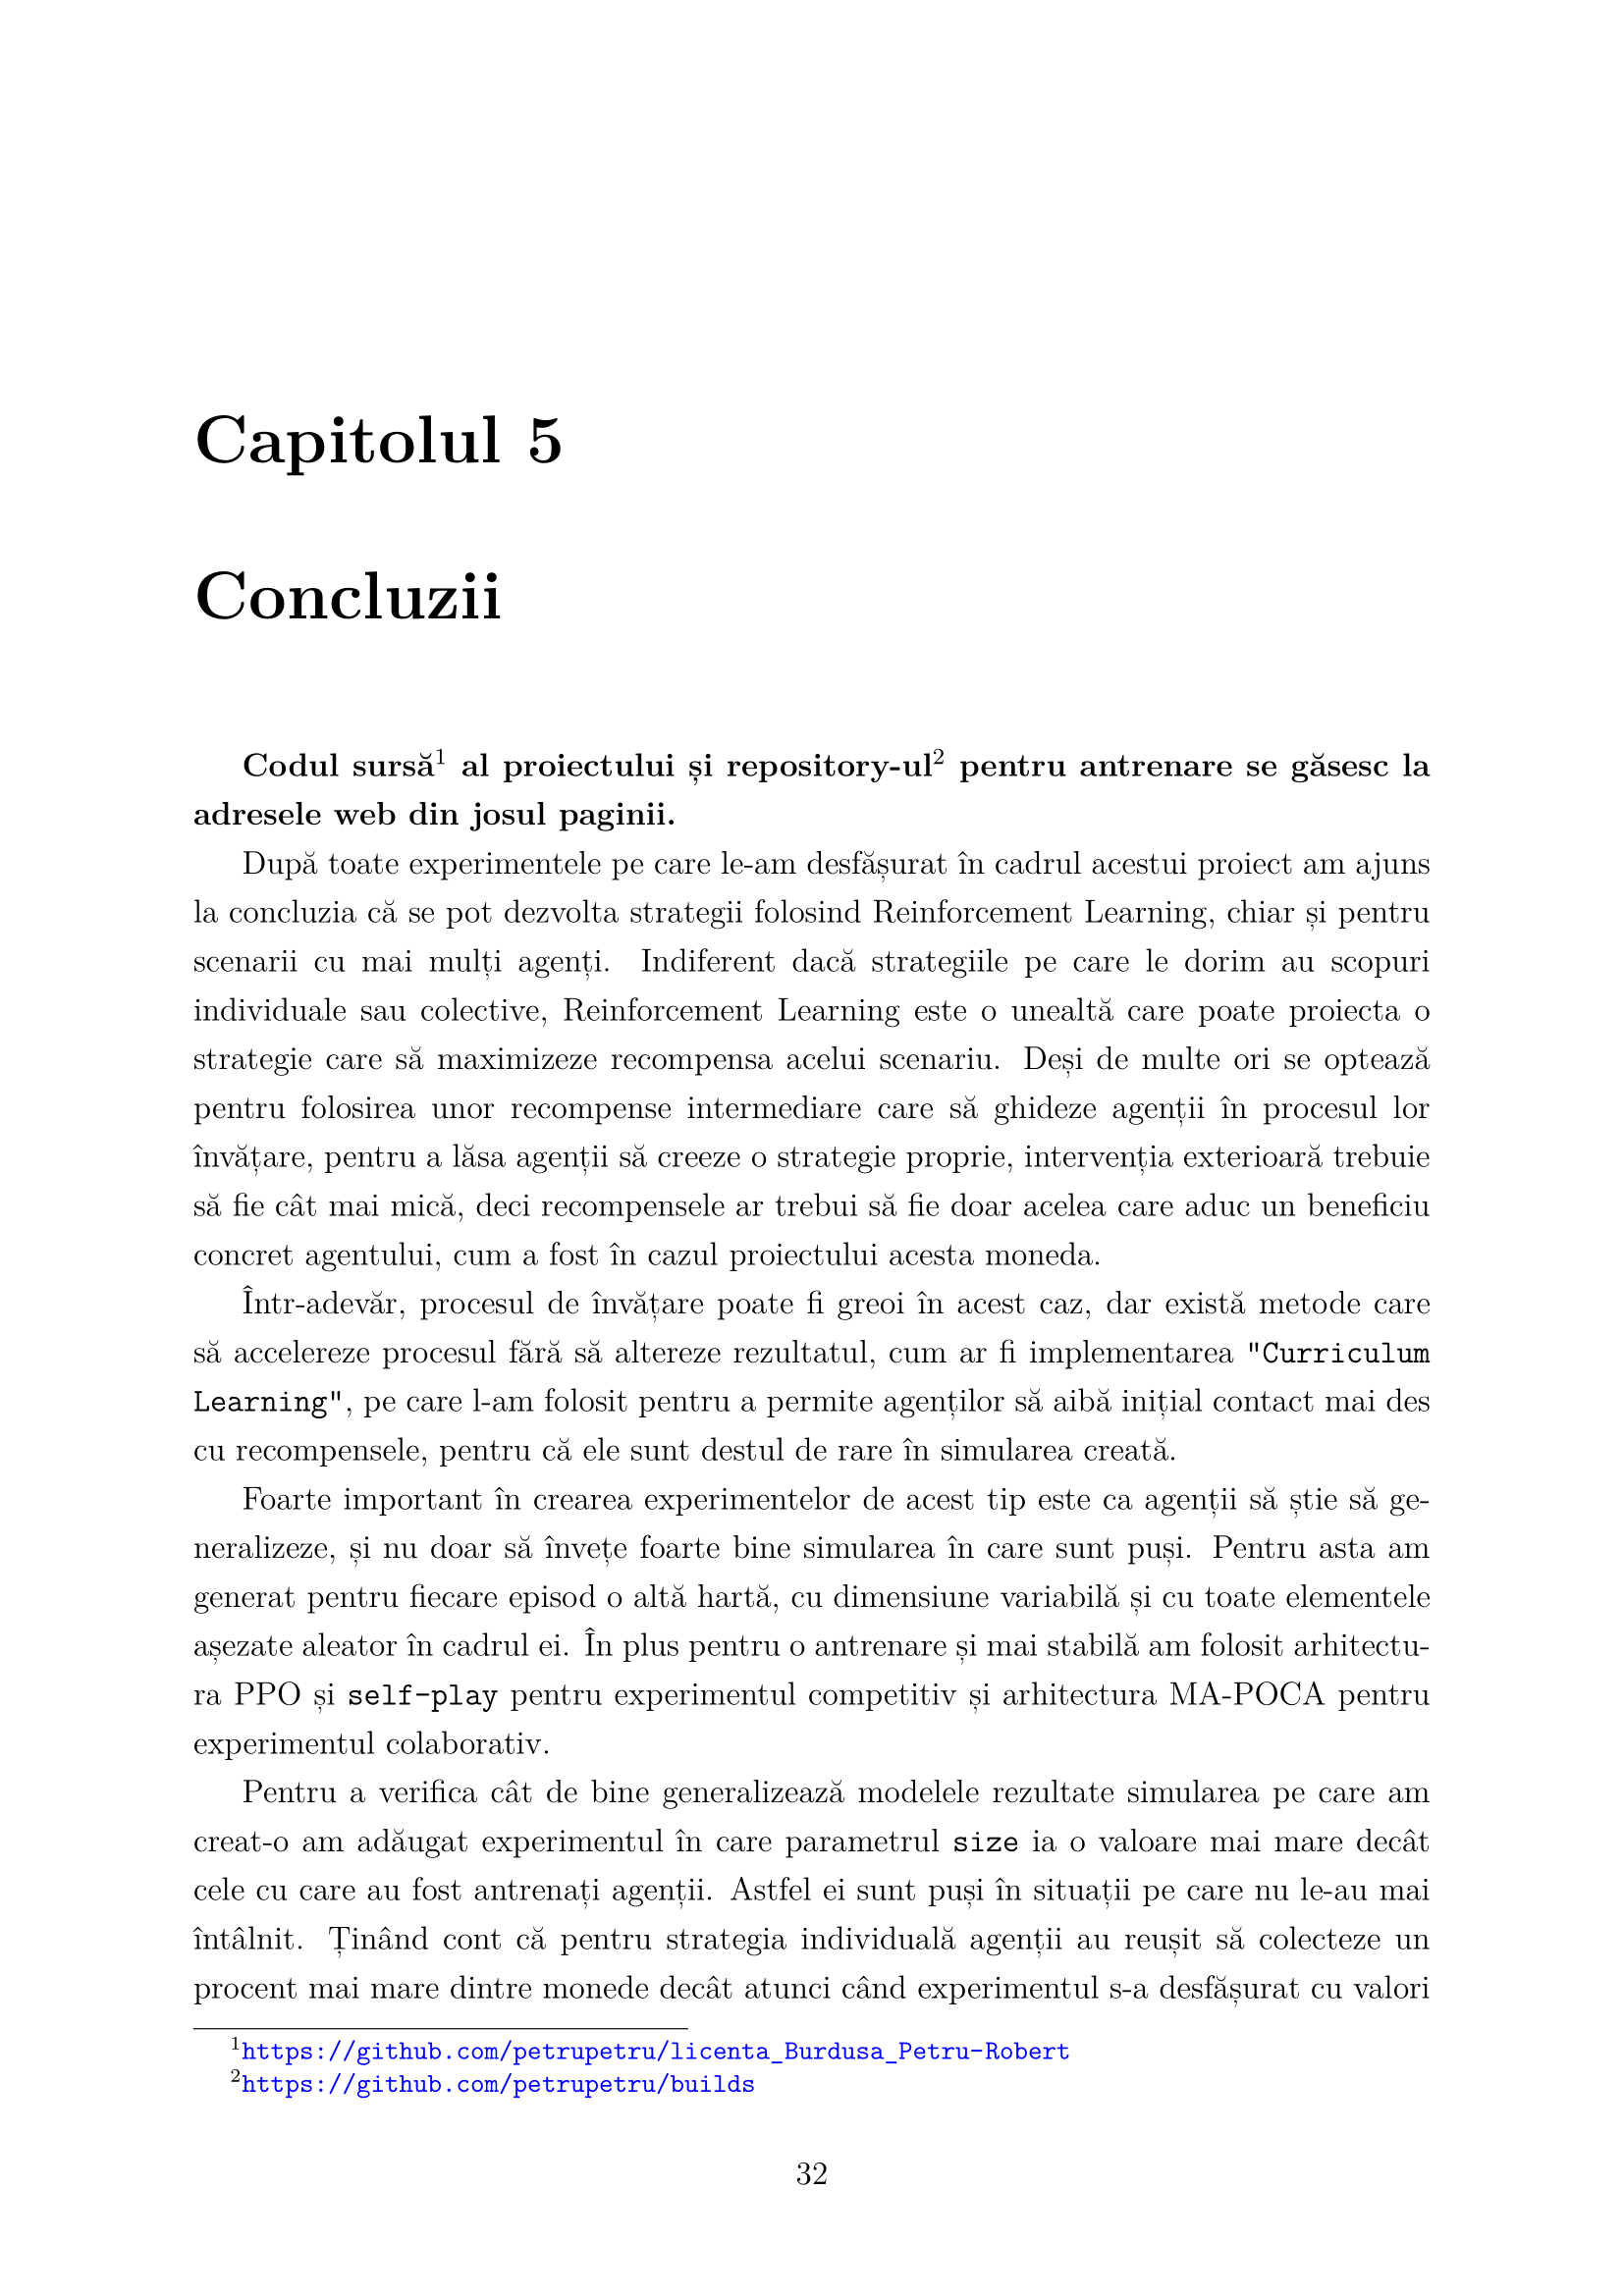 Capitolul 5
Concluzii
Codul sursă¹ al proiectului și repository-ul² pentru antrenare se găsesc la
adresele web din josul paginii.
După toate experimentele pe care le-am desfășurat în cadrul acestui proiect am ajuns
la concluzia că se pot dezvolta strategii folosind Reinforcement Learning, chiar și pentru
scenarii cu mai mulți agenți. Indiferent dacă strategiile pe care le dorim au scopuri
individuale sau colective, Reinforcement Learning este o unealtă care poate proiecta o
strategie care să maximizeze recompensa acelui scenariu. Deși de multe ori se optează
pentru folosirea unor recompense intermediare care să ghideze agenții în procesul lor
învățare, pentru a lăsa agenții să creeze o strategie proprie, intervenția exterioară trebuie
să fie cât mai mică, deci recompensele ar trebui să fie doar acelea care aduc un beneficiu
concret agentului, cum a fost în cazul proiectului acesta moneda.
Într-adevăr, procesul de învățare poate fi greoi în acest caz, dar există metode care
să accelereze procesul fără să altereze rezultatul, cum ar fi implementarea "Curriculum
Learning", pe care l-am folosit pentru a permite agenților să aibă inițial contact mai des
cu recompensele, pentru că ele sunt destul de rare în simularea creată.
Foarte important în crearea experimentelor de acest tip este ca agenții să știe să ge-
neralizeze, și nu doar să învețe foarte bine simularea în care sunt puși. Pentru asta am
generat pentru fiecare episod o altă hartă, cu dimensiune variabilă și cu toate elementele
așezate aleator în cadrul ei. În plus pentru o antrenare și mai stabilă am folosit arhitectu-
ra PPO și self-play pentru experimentul competitiv și arhitectura MA-POCA pentru
experimentul colaborativ.
Pentru a verifica cât de bine generalizează modelele rezultate simularea pe care am
creat-o am adăugat experimentul în care parametrul size ia o valoare mai mare decât
cele cu care au fost antrenați agenții. Astfel ei sunt puși în situații pe care nu le-au mai
întâlnit. Ținând cont că pentru strategia individuală agenții au reușit să colecteze un
procent mai mare dintre monede decât atunci când experimentul s-a desfășurat cu valori
¹https://github.com/petrupetru/licenta_Burdusa_Petru-Robert
²https://github.com/petrupetru/builds
32